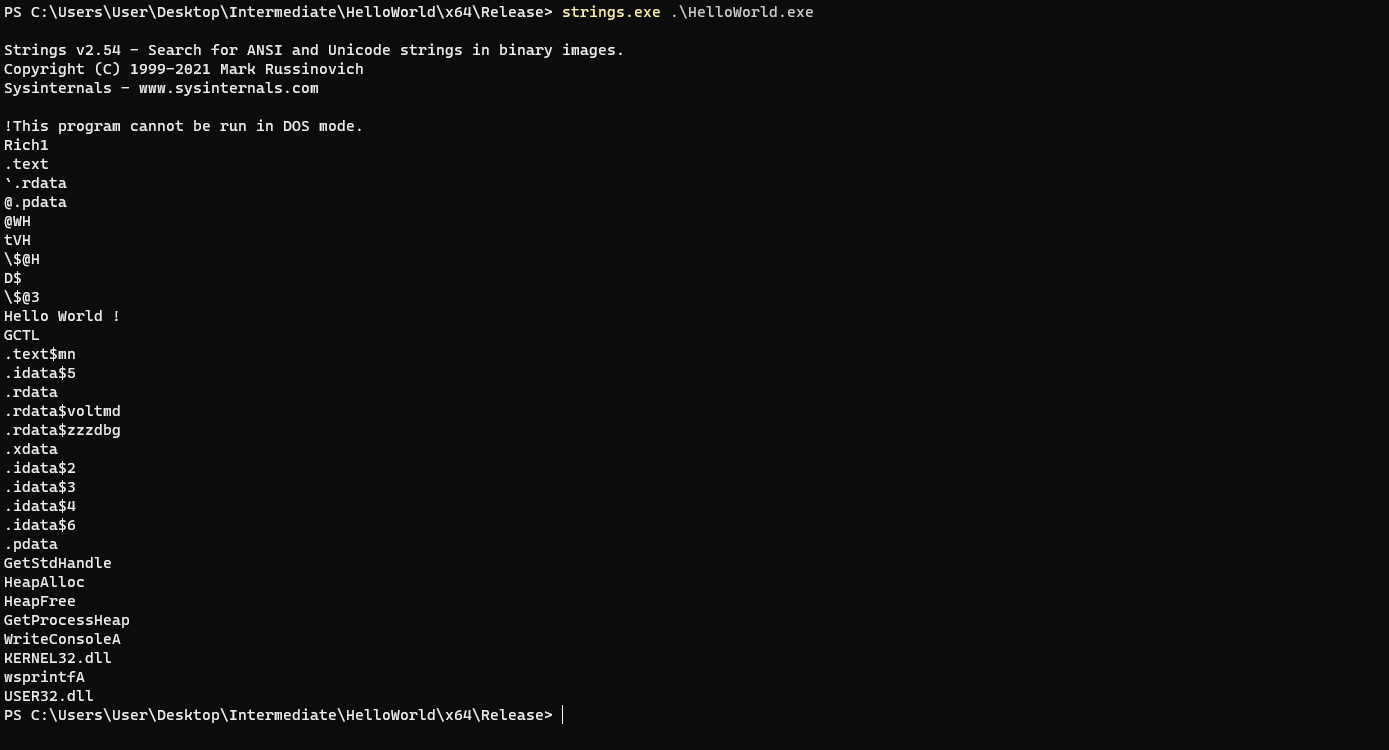 PS C:\Users\User\Desktop\Intermediate\HelloWorld\x64\Release> strings.exe .\HelloWorld.exe
Strings v2.54 - Search for ANSI and Unicode strings in binary images.
Copyright (C) 1999-2021 Mark Russinovich
Sysinternals - www.sysinternals.com
!This program cannot be run in DOS mode.
Rich1
.text
`.rdata
@.pdata
@WH
tVH
\$@H
D$
\$@3
Hello World !
GCTL
.text$mn
.idata$5
.rdata
.rdata$voltmd
.rdata$zzzdbg
.xdata
.idata$2
.idata$3
.idata$4
.idata$6
.pdata
GetStdHandle
HeapAlloc
HeapFree
GetProcessHeap
WriteConsoleA
KERNEL32.dll
wsprintfA
USER32.dll
PS C:\Users\User\Desktop\Intermediate\HelloWorld\x64\Release>